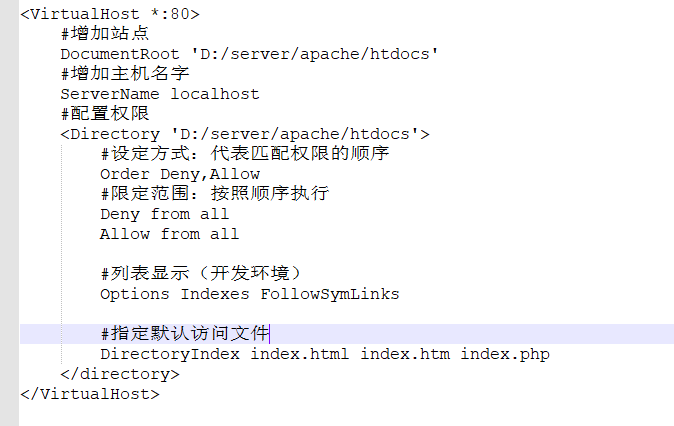 <VirtualHost *:80>
#增加站点
DocumentRoot 'D:/server/apache/htdocs'
#增加主机名字
ServerName localhost
#配置权限
<Directory 'D:/server/apache/htdocs'>
#设定方式：代表匹配权限的顺序
Order Deny,Allow
#限定范围：按照顺序执行
Deny from all
Allow from all
#列表显示（开发环境）
Options Indexes FollowSymLinks
#指定默认访问文件
DirectoryIndex index.html index.htm index.php
</directory>
</VirtualHost>